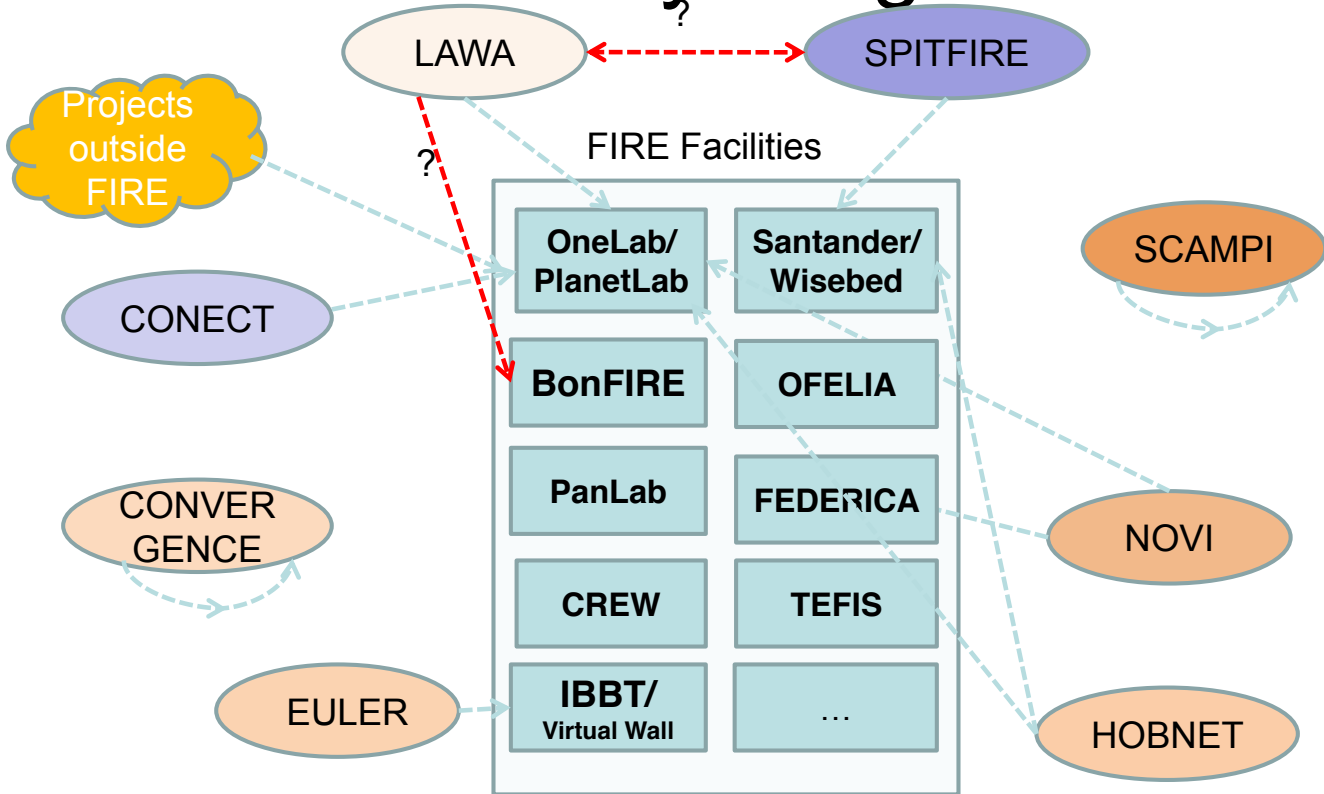 ?
LAWA
SPITFIRE
Projects
outside
FIRE
?
FIRE Facilities
OneLab/
PlanetLab
Santander/
Wisebed
SCAMPI
CONECT
BonFIRE
OFELIA
PanLab
FEDERICA
CONVER
GENCE
NOVI
CREW
TEFIS
EULER
IBBT/
Virtual Wall
...
HOBNET